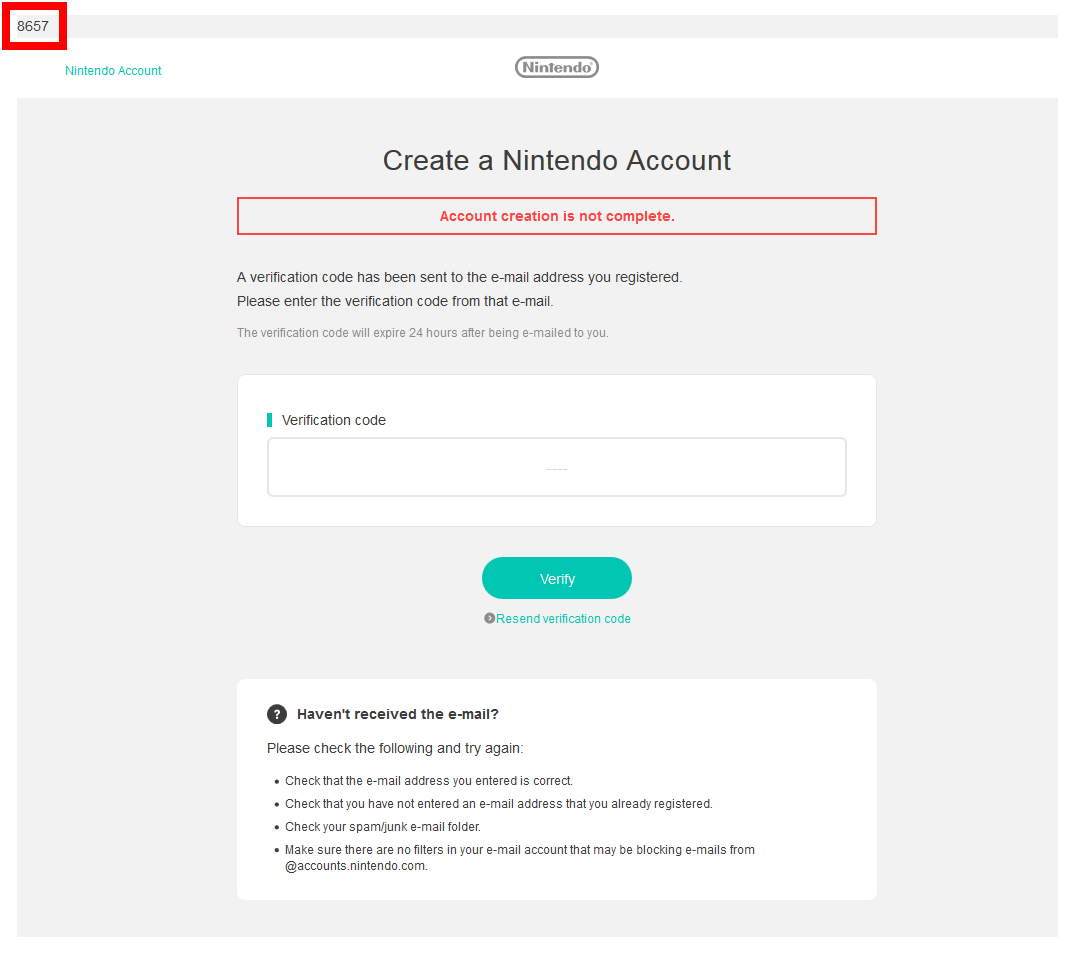 8657
Nintendo Account
Nintendo
Create a Nintendo Account
Account creation is not complete.
A verification code has been sent to the e-mail address you registered.
Please enter the verification code from that e-mail.
The verification code will expire 24 hours after being e-mailed to you.
Verification code
----
Verify
Resend verification code
? Haven't received the e-mail?
Please check the following and try again:
• Check that the e-mail address you entered is correct.
• Check that you have not entered an e-mail address that you already registered.
• Check your spam/junk e-mail folder.
• Make sure there are no filters in your e-mail account that may be blocking e-mails from
@accounts.nintendo.com.